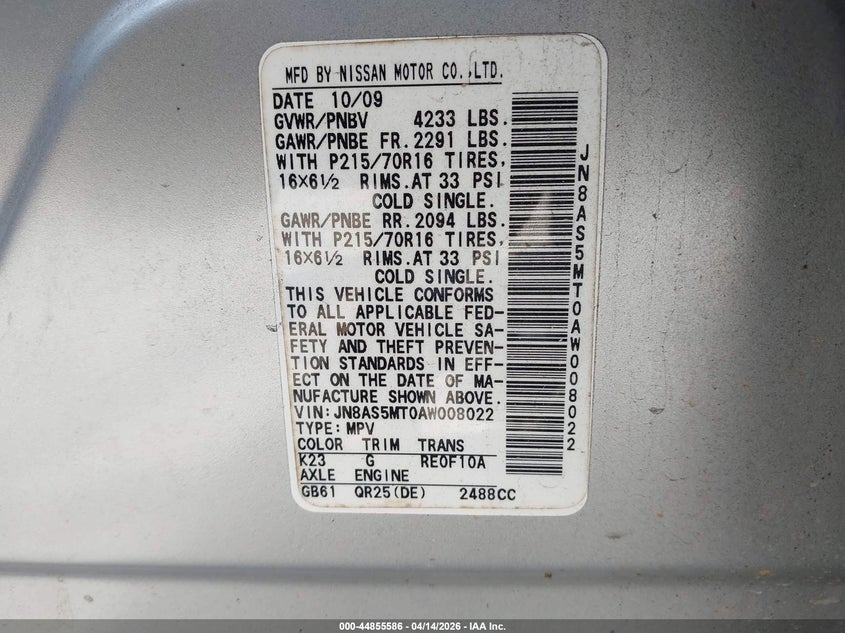 MFD BY NISSAN MOTOR CO.,LTD.
DATE 10/09
GVWR/PNBV 4233 LBS.
GAWR/PNBE FR.2291 LBS.
WITH P215/70R16 TIRES,
16×6½ RIMS.AT 33 PSI
COLD SINGLE.
GAWR/PNBE RR.2094 LBS.
WITH P215/70R16 TIRES,
16×6½ RIMS.AT 33 PSI
COLD SINGLE.
THIS VEHICLE CONFORMS
TO ALL APPLICABLE FED-
ERAL MOTOR VEHICLE SA-
FETY AND THEFT PREVEN-
TION STANDARDS IN EFF-
ECT ON THE DATE OF MA-
NUFACTURE SHOWN ABOVE.
VIN:JN8AS5MT0AW008022
TYPE:MPV
COLOR TRIM TRANS
K23 G RE0F10A
AXLE ENGINE
GB61 QR25(DE) 2488CC
JN8AS5MT0AW008022
000-44855586 - 04/14/2026 - IAA Inc.